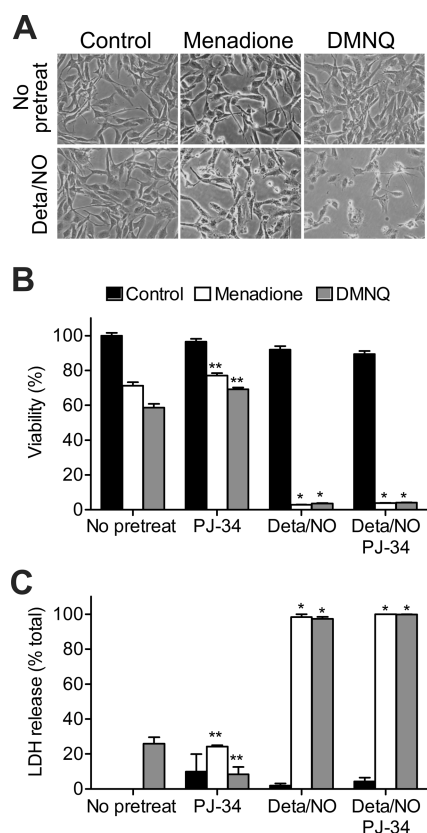 A
Control Menadione DMNQ
No pretreat
Deta/NO
B
Control Menadione DMNQ
Viability (%)
100
80
60
40
20
0
** **
* *
* *
No pretreat PJ-34 Deta/NO Deta/NO
PJ-34
C
LDH release (% total)
100
80
60
40
20
0
** **
* *
* *
No pretreat PJ-34 Deta/NO Deta/NO
PJ-34